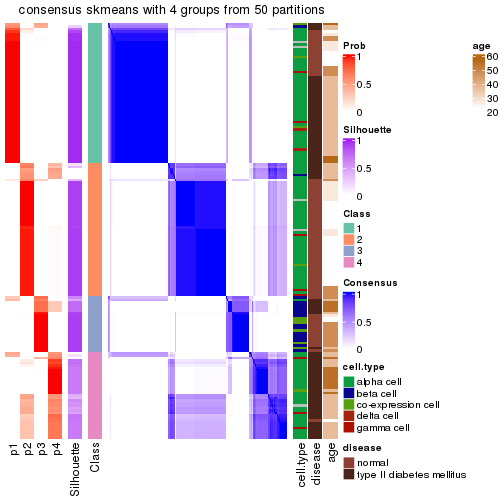 consensus skmeans with 4 groups from 50 partitions
Prob
1
0.5
0
Silhouette
1
0.5
0
Class
1
2
3
4
Consensus
1
0.5
0
cell.type
alpha cell
beta cell
co-expression cell
delta cell
gamma cell
disease
normal
type II diabetes mellitus
age
60
50
40
30
20
p1
p2
p3
p4
Silhouette
Class
cell.type
disease
age